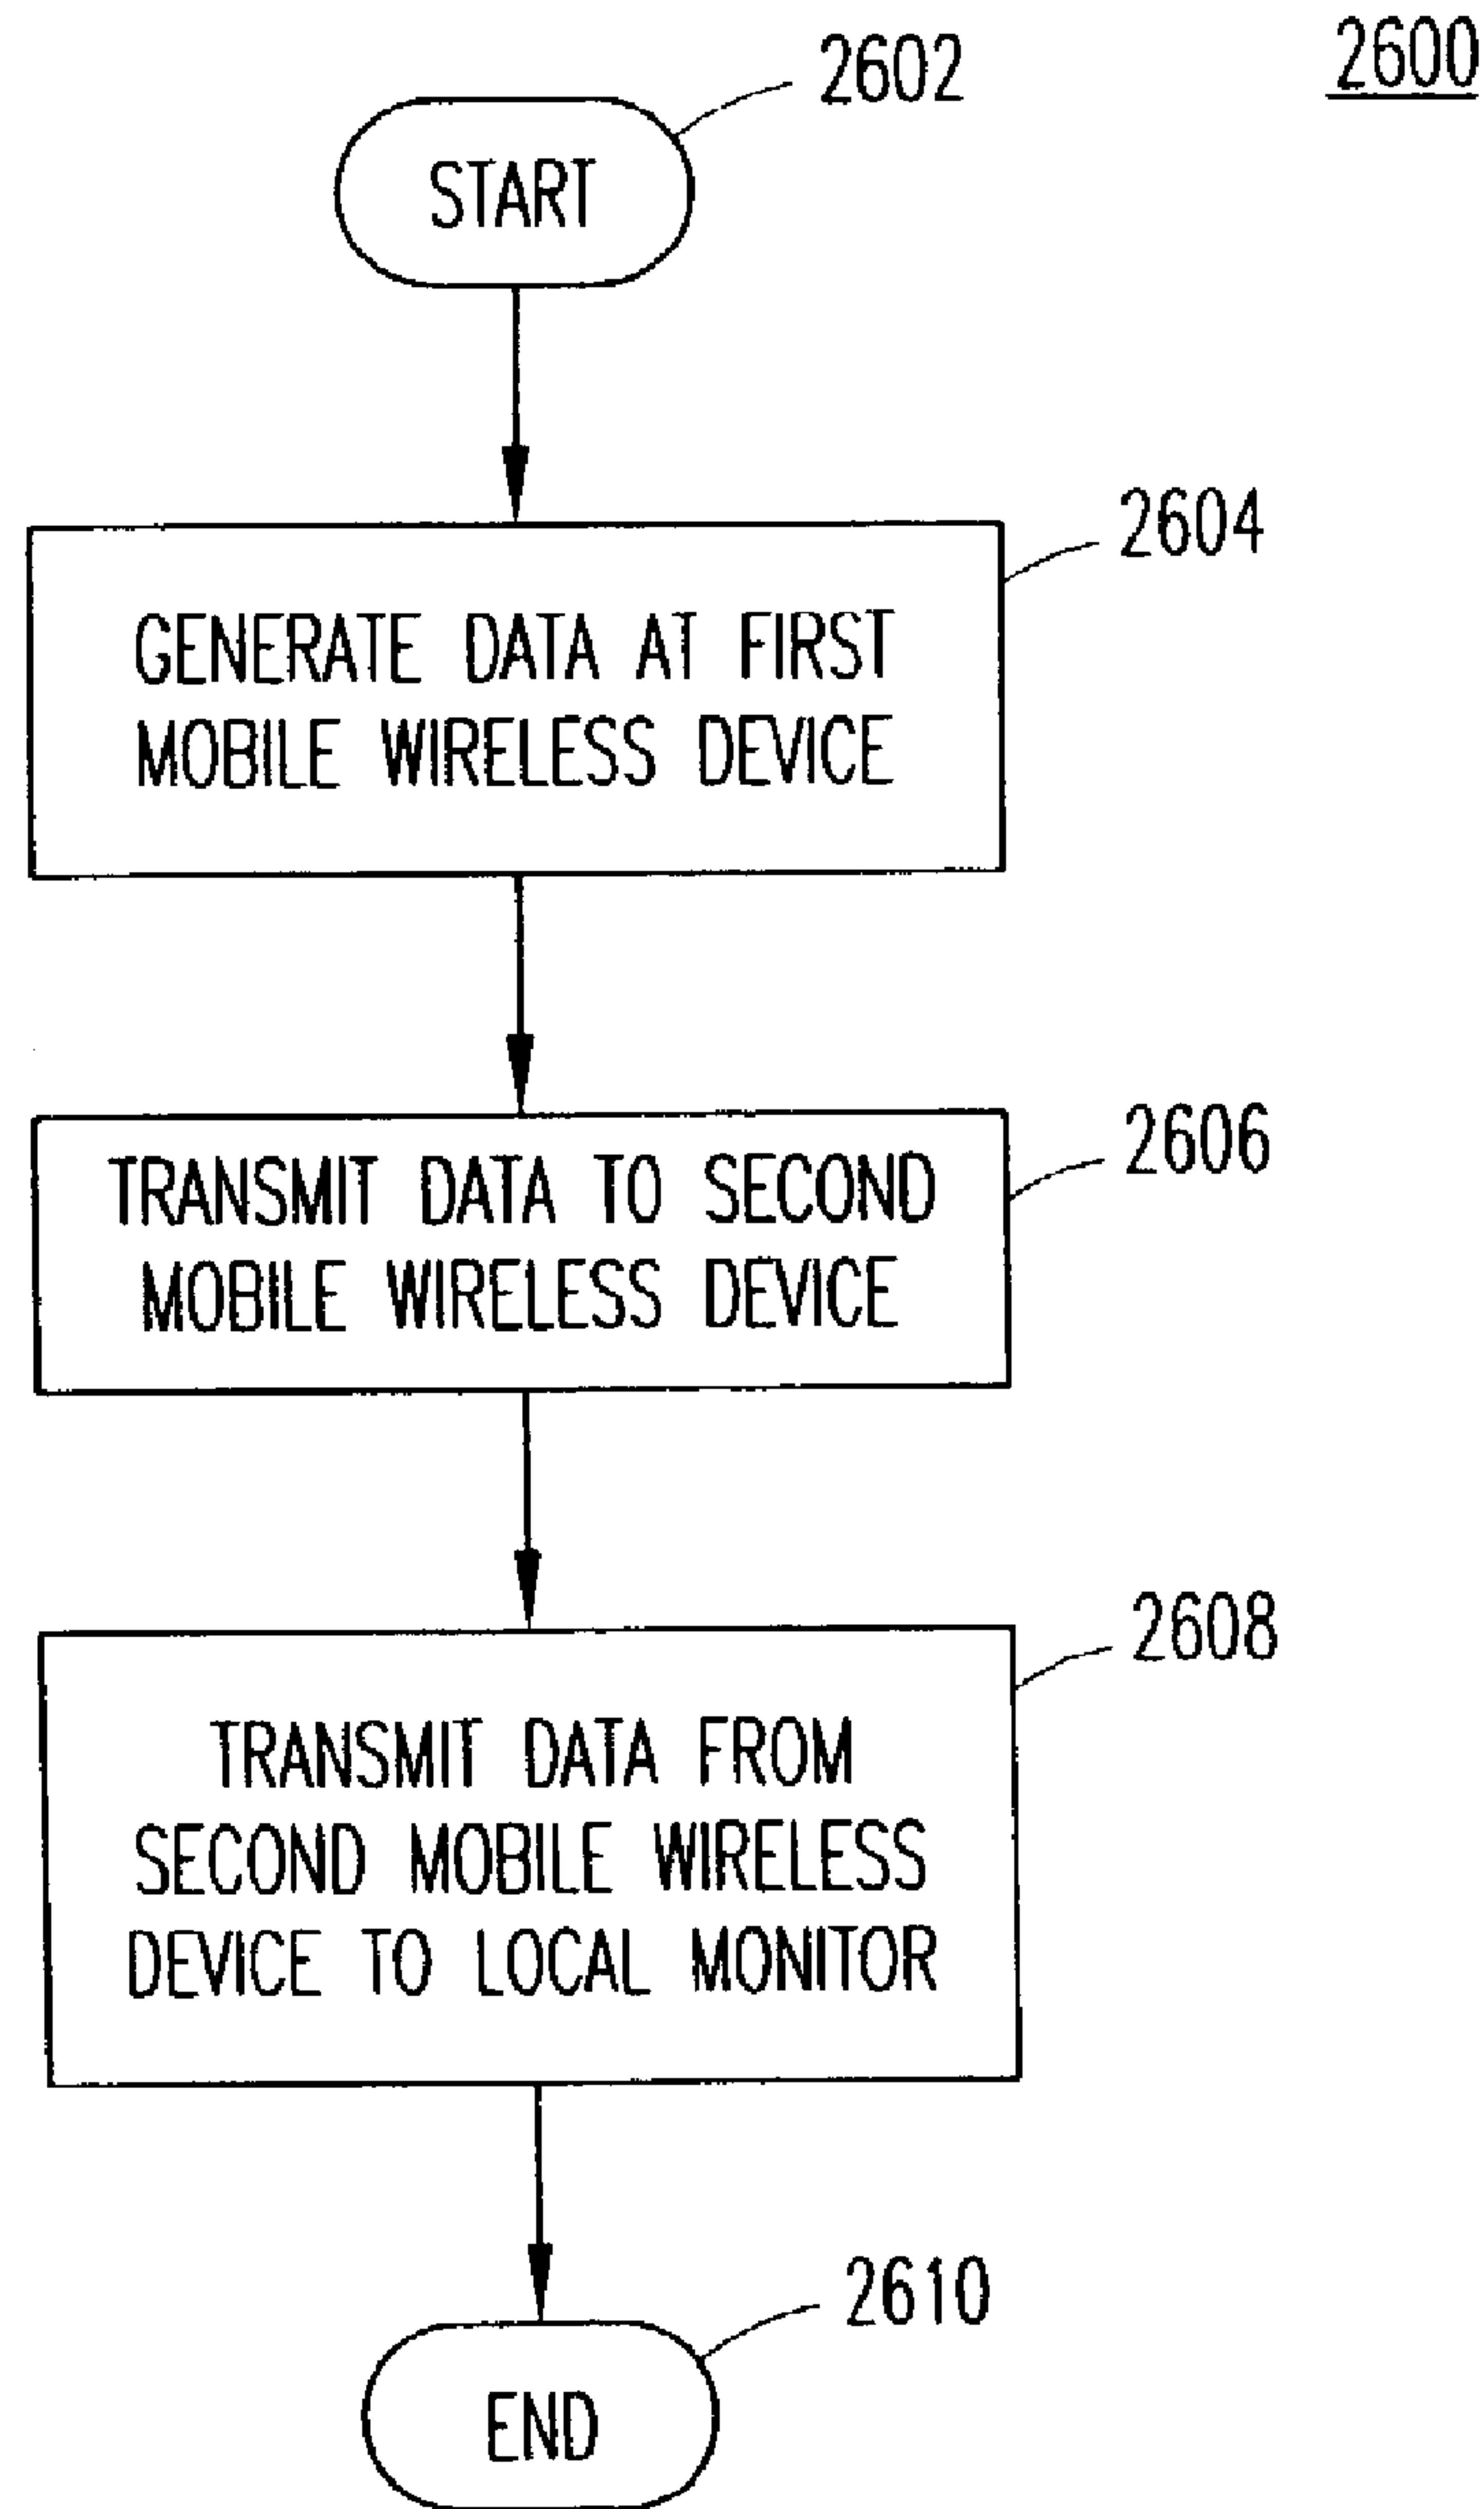 2600
2602
START
2604
GENERATE DATA AT FIRST
MOBILE WIRELESS DEVICE
2606
TRANSMIT DATA TO SECOND
MOBILE WIRELESS DEVICE
2608
TRANSMIT DATA FROM
SECOND MOBILE WIRELESS
DEVICE TO LOCAL MONITOR
2610
END